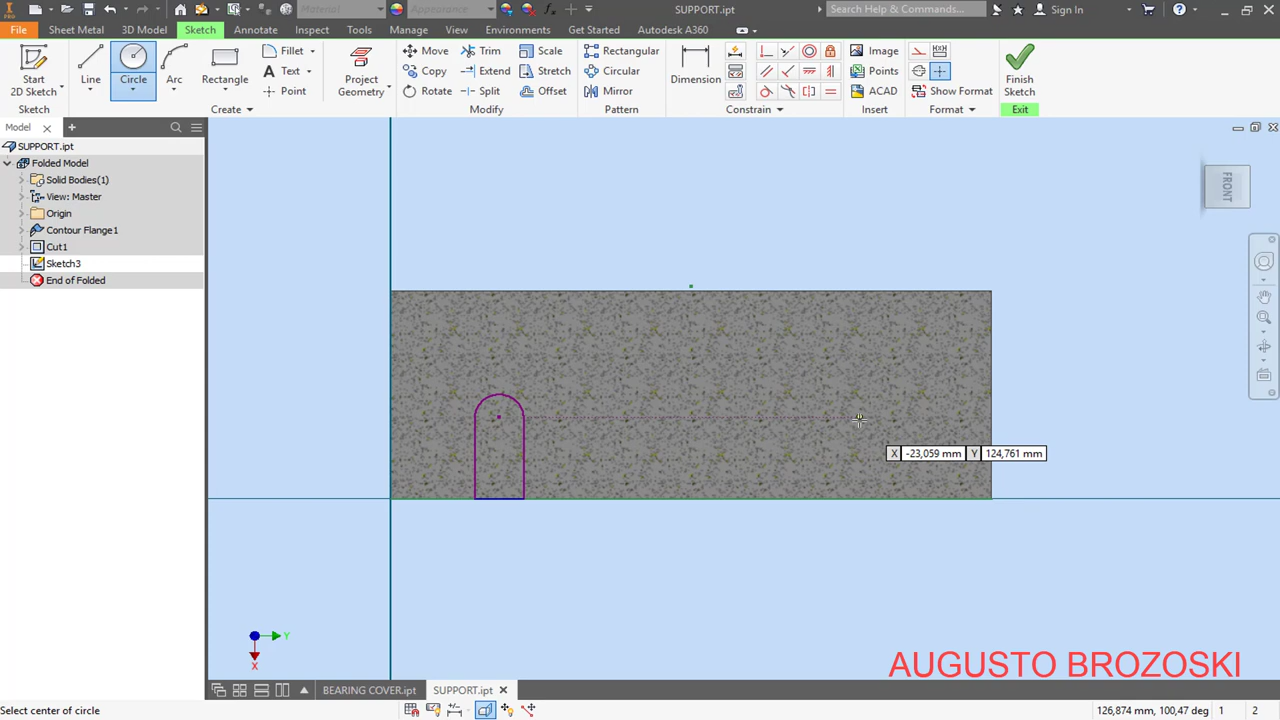 Material
Appearance
SUPPORT.ipt
Search Help & Commands...
Sign In
File
Sheet Metal
3D Model
Sketch
Annotate
Inspect
Tools
Manage
View
Environments
Get Started
Autodesk A360
Start
2D Sketch
Line
Circle
Arc
Rectangle
Fillet
Text
Point
Project
Geometry
Move
Copy
Rotate
Trim
Extend
Split
Scale
Stretch
Offset
Rectangular
Circular
Mirror
Dimension
Image
Points
ACAD
Show Format
Finish
Sketch
Sketch
Create
Modify
Pattern
Constrain
Insert
Format
Exit
Model
SUPPORT.ipt
Folded Model
Solid Bodies(1)
View: Master
Origin
Contour Flange1
Cut1
Sketch3
End of Folded
FRONT
X -23,059 mm Y 124,761 mm
Y
X
AUGUSTO BROZOSKI
BEARING COVER.ipt
SUPPORT.ipt
Select center of circle
126,874 mm, 100,47 deg 1 2